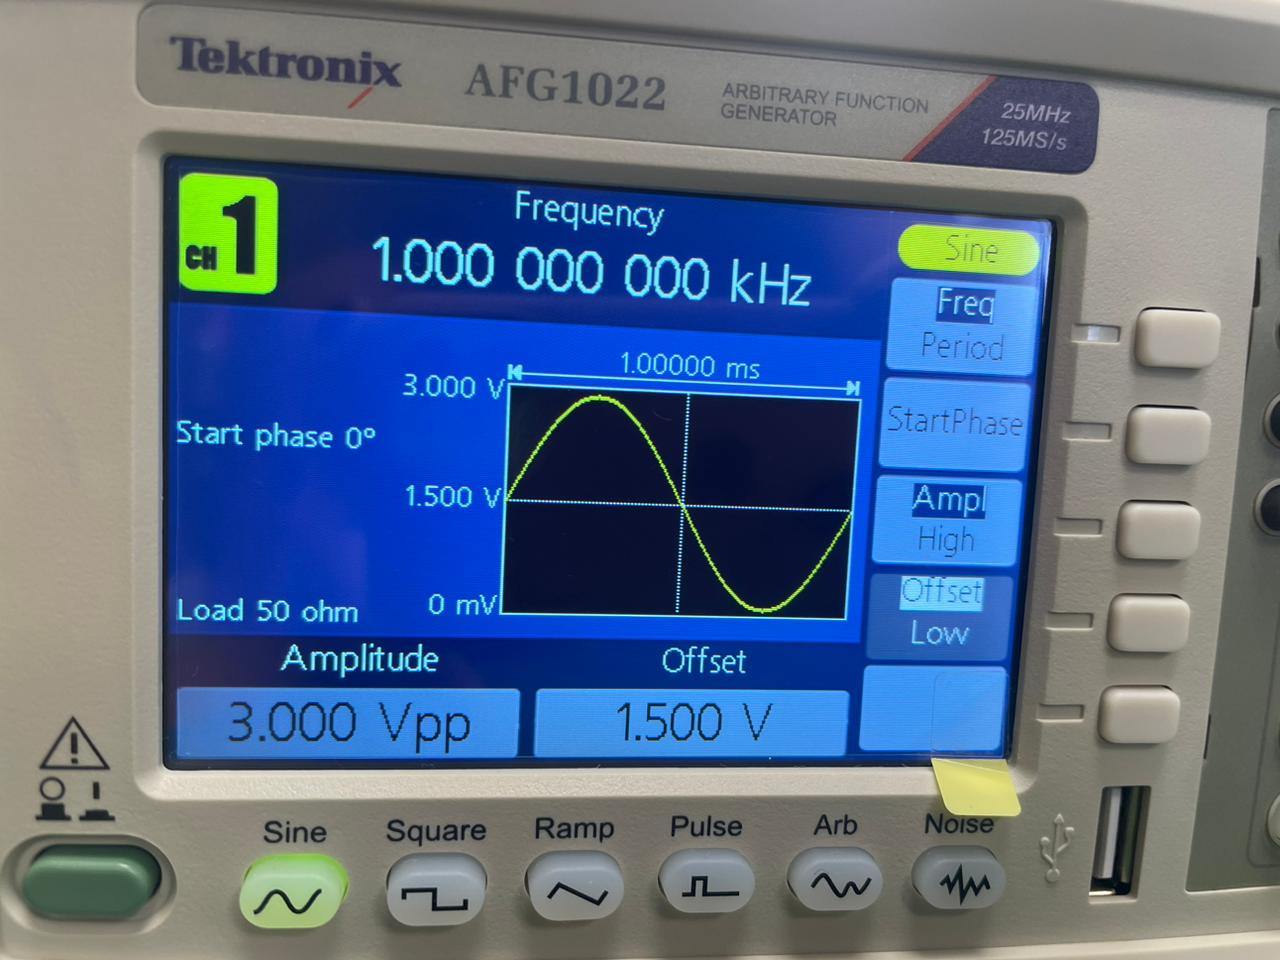 Tektronix
AFG1022
ARBITRARY FUNCTION
GENERATOR
25MHz
125MS/s
CH 1
Frequency
1.000 000 000 kHz
Sine
Freq
Period
StartPhase
Ampl
High
Offset
Low
1.00000 ms
3.000 V
Start phase 0°
1.500 V
0 mV
Load 50 ohm
Amplitude
Offset
3.000 Vpp
1.500 V
Sine
Square
Ramp
Pulse
Arb
Noise